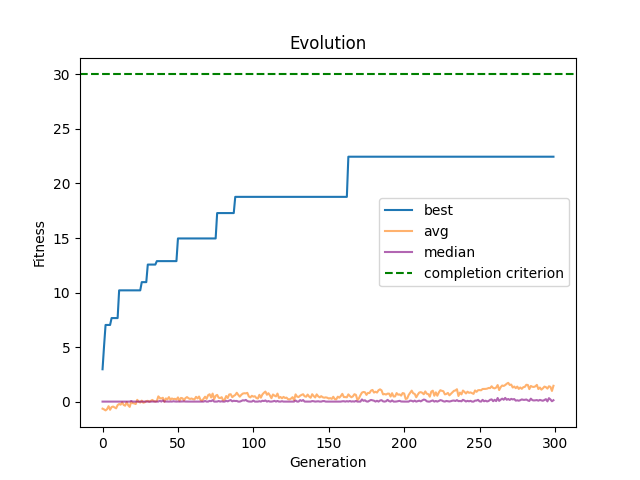 Evolution
30
25
20
15
10
5
0
Fitness
best
avg
median
completion criterion
0 50 100 150 200 250 300
Generation